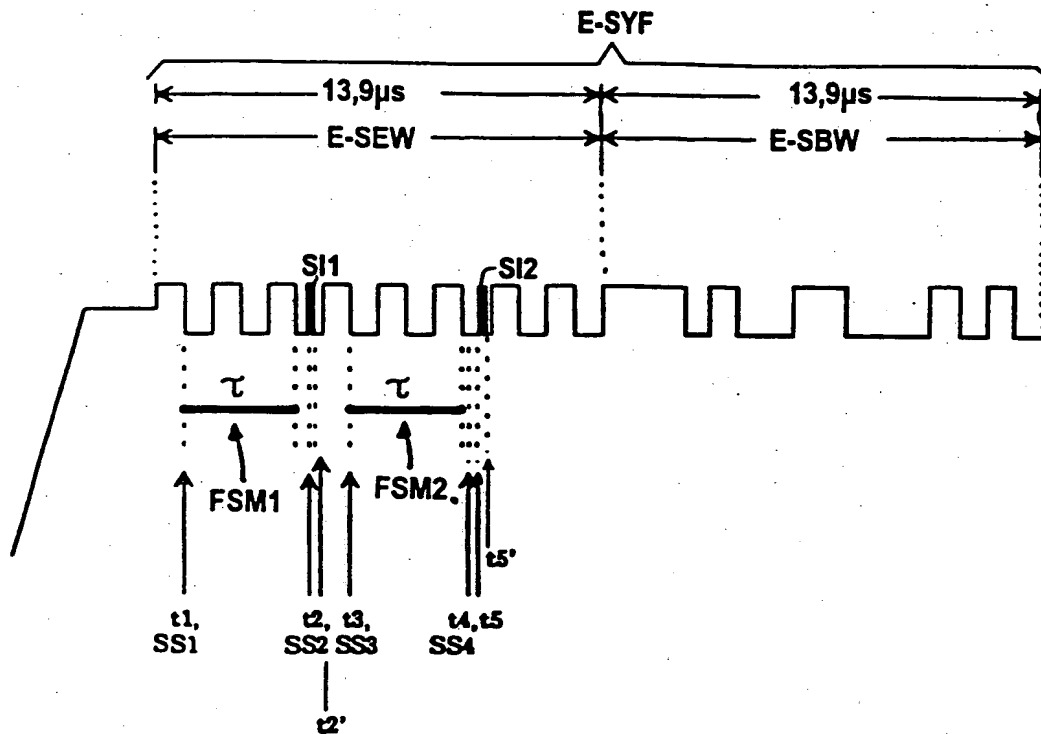 E-SYF
13,9µs 13,9µs
E-SEW E-SBW
SI1 SI2
τ τ
FSM1 FSM2
t5'
t1, t2, t3, t4, t5
SS1 SS2 SS3 SS4
t2'